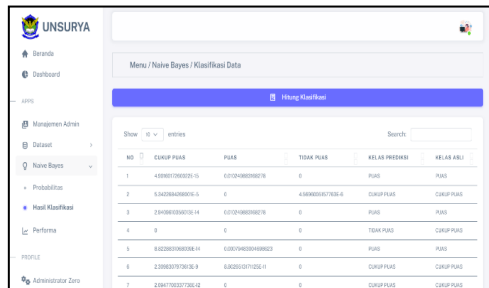 UNSURYA
Beranda
Dashboard
APPS
Manajemen Admin
Dataset
Naive Bayes
Probabilitas
Hasil Klasifikasi
Performa
PROFILE
Administrator Zero
Menu / Naive Bayes / Klasifikasi Data
Hitung Klasifikasi
Show entries
Search:
NO CUKUP PUAS PUAS TIDAK PUAS KELAS PREDIKSI KELAS ASLI
1 0 PUAS PUAS
2 0 CUKUP PUAS CUKUP PUAS
3 0 PUAS PUAS
4 0 0 0 TIDAK PUAS CUKUP PUAS
5 0 PUAS CUKUP PUAS
6 0 CUKUP PUAS CUKUP PUAS
7 0 0 CUKUP PUAS CUKUP PUAS